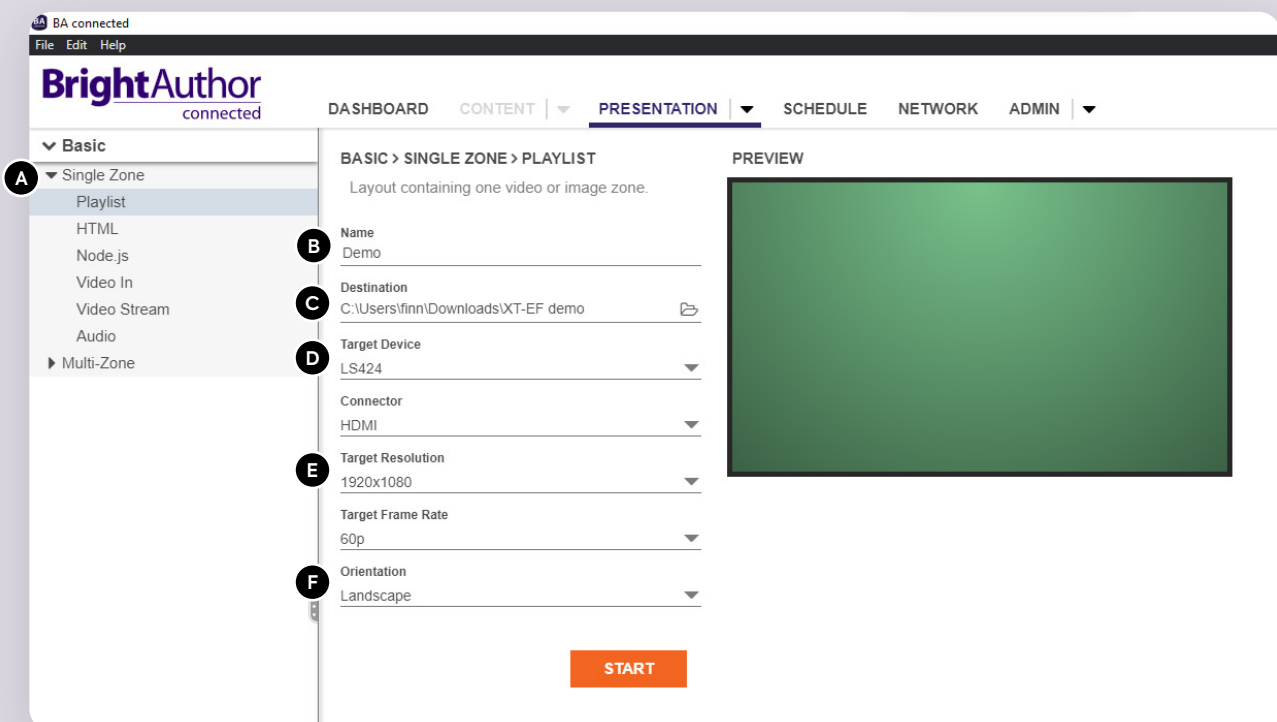 BA connected
File Edit Help
BrightAuthor
connected
DASHBOARD CONTENT PRESENTATION SCHEDULE NETWORK ADMIN
Basic
A
Single Zone
Playlist
HTML
Node.js
Video In
Video Stream
Audio
Multi-Zone
BASIC > SINGLE ZONE > PLAYLIST
Layout containing one video or image zone.
B
Name
Demo
C
Destination
C:\Users\finn\Downloads\XT-EF demo
D
Target Device
LS424
Connector
HDMI
E
Target Resolution
1920x1080
Target Frame Rate
60p
F
Orientation
Landscape
START
PREVIEW